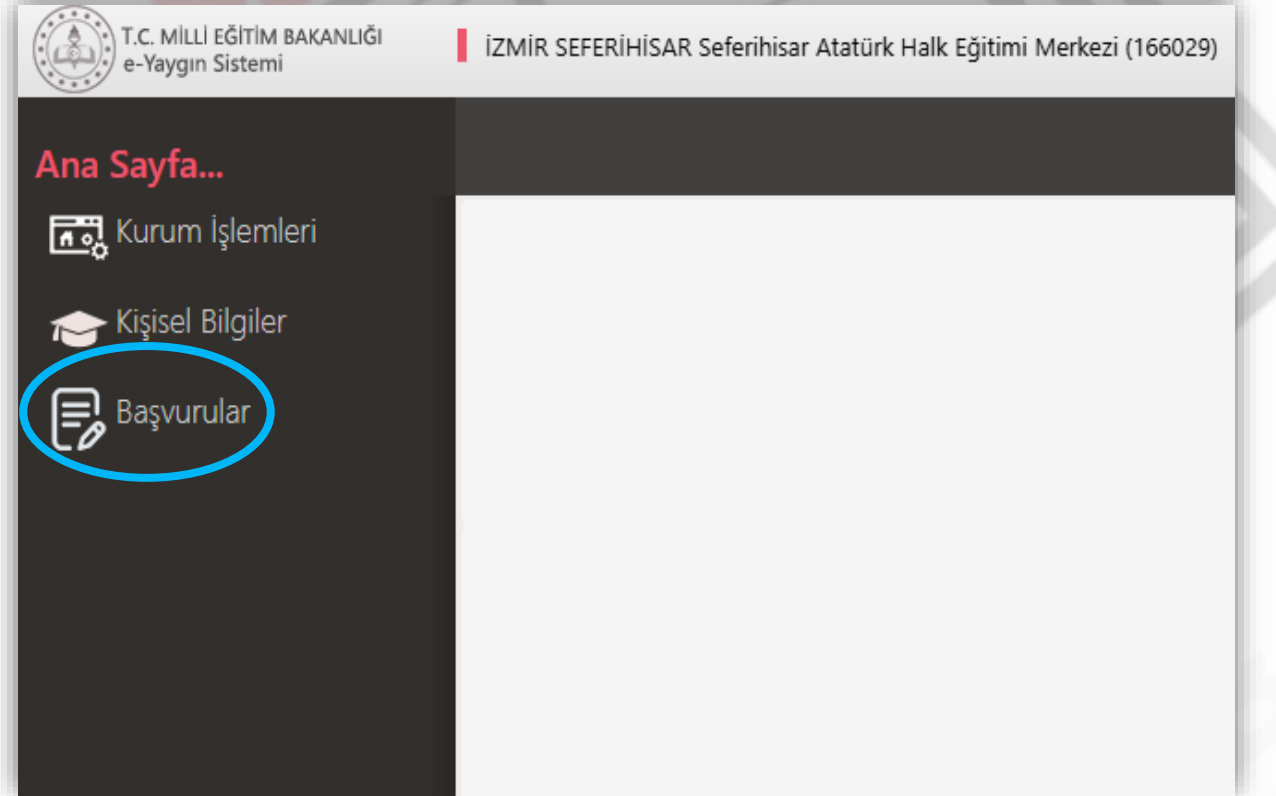 T.C. MİLLİ EĞİTİM BAKANLIĞI
e-Yaygın Sistemi
İZMİR SEFERİHİSAR Seferihisar Atatürk Halk Eğitimi Merkezi (166029)
Ana Sayfa...
Kurum İşlemleri
Kişisel Bilgiler
Başvurular